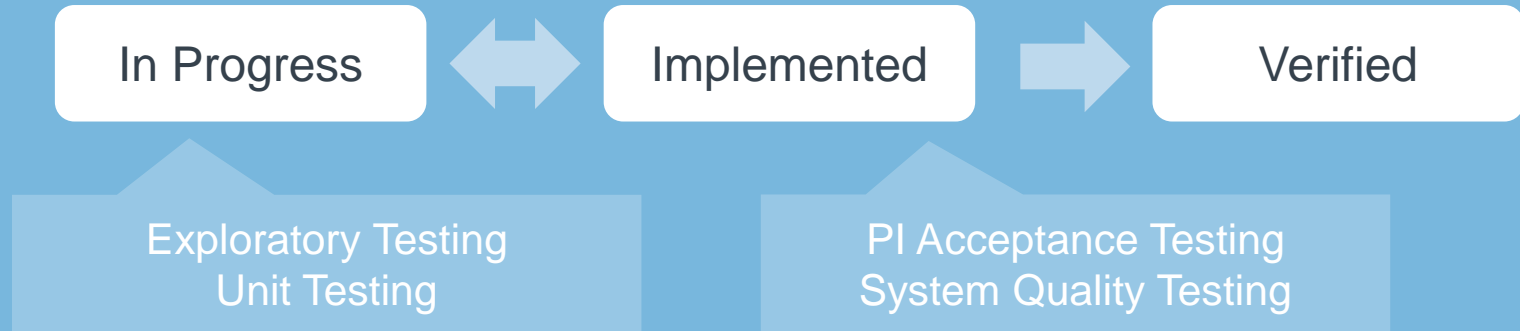 In Progress
Implemented
Verified
Exploratory Testing
Unit Testing
PI Acceptance Testing
System Quality Testing